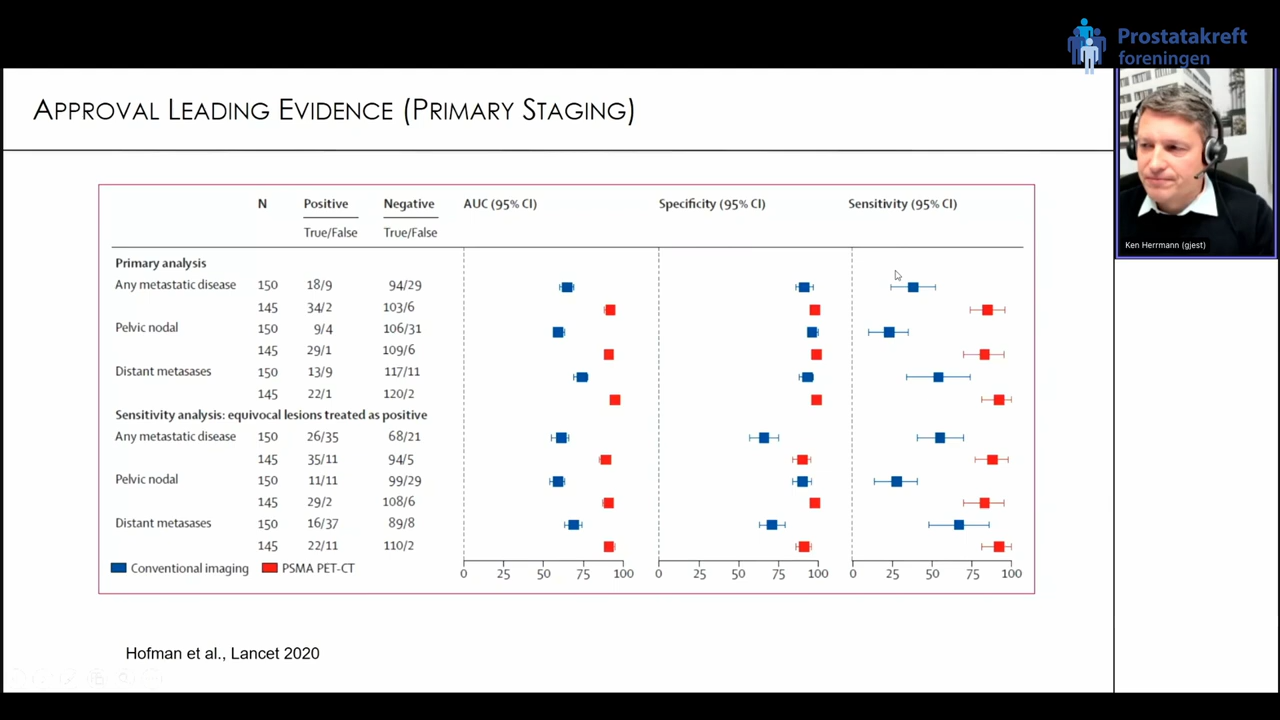 Prostatakreft
foreningen
APPROVAL LEADING EVIDENCE (PRIMARY STAGING)
N Positive Negative AUC (95% CI) Specificity (95% CI) Sensitivity (95% CI)
True/False True/False
Primary analysis
Any metastatic disease 150 18/9 94/29
145 34/2 103/6
Pelvic nodal 150 9/4 106/31
145 29/1 109/6
Distant metasases 150 13/9 117/11
145 22/1 120/2
Sensitivity analysis: equivocal lesions treated as positive
Any metastatic disease 150 26/35 68/21
145 35/11 94/5
Pelvic nodal 150 11/11 99/29
145 29/2 108/6
Distant metasases 150 16/37 89/8
145 22/11 110/2
Conventional imaging PSMA PET-CT
0 25 50 75 100 0 25 50 75 100 0 25 50 75 100
Hofman et al., Lancet 2020
Ken Herrmann (gjest)